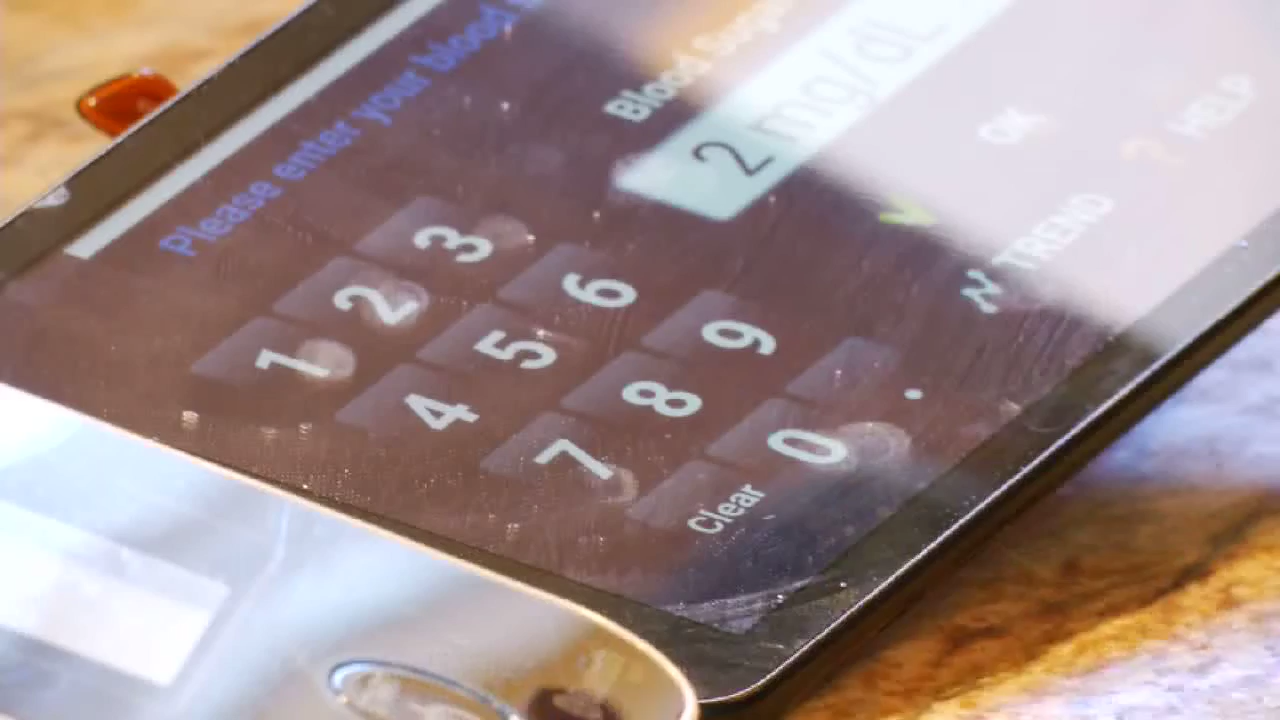 Please enter your blood
Blood
2 mg/dL
1 2 3
4 5 6
7 8 9
Clear 0 .
OK
TREND
? HELP